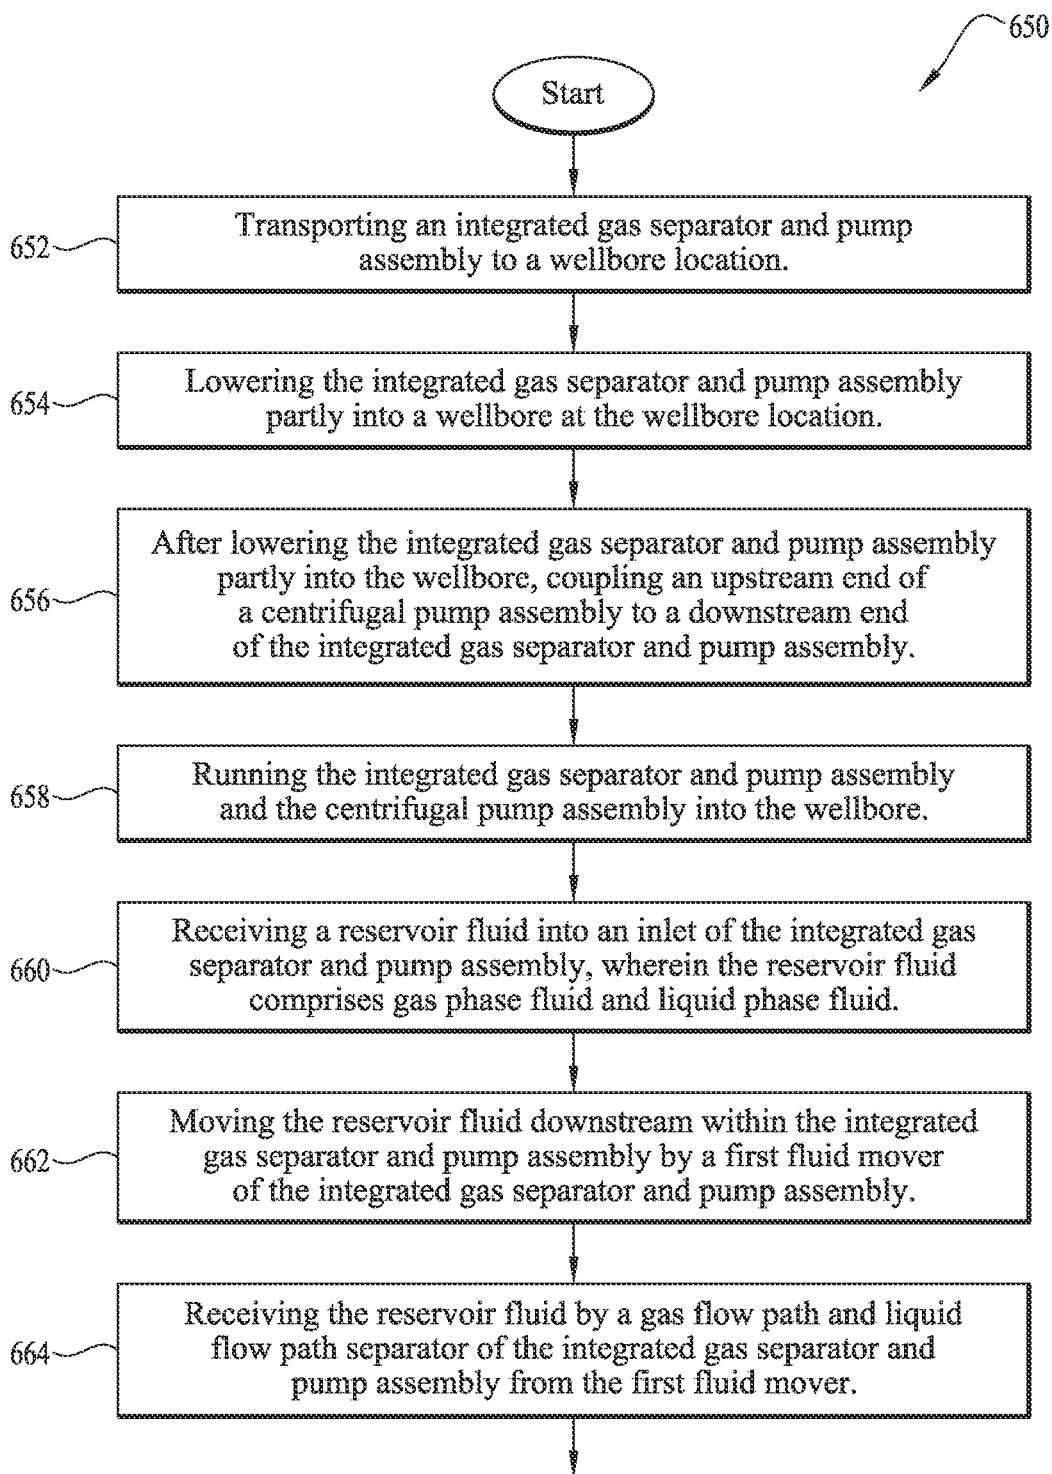 650
Start
652
Transporting an integrated gas separator and pump
assembly to a wellbore location.
654
Lowering the integrated gas separator and pump assembly
partly into a wellbore at the wellbore location.
656
After lowering the integrated gas separator and pump assembly
partly into the wellbore, coupling an upstream end of
a centrifugal pump assembly to a downstream end
of the integrated gas separator and pump assembly.
658
Running the integrated gas separator and pump assembly
and the centrifugal pump assembly into the wellbore.
660
Receiving a reservoir fluid into an inlet of the integrated gas
separator and pump assembly, wherein the reservoir fluid
comprises gas phase fluid and liquid phase fluid.
662
Moving the reservoir fluid downstream within the integrated
gas separator and pump assembly by a first fluid mover
of the integrated gas separator and pump assembly.
664
Receiving the reservoir fluid by a gas flow path and liquid
flow path separator of the integrated gas separator and
pump assembly from the first fluid mover.